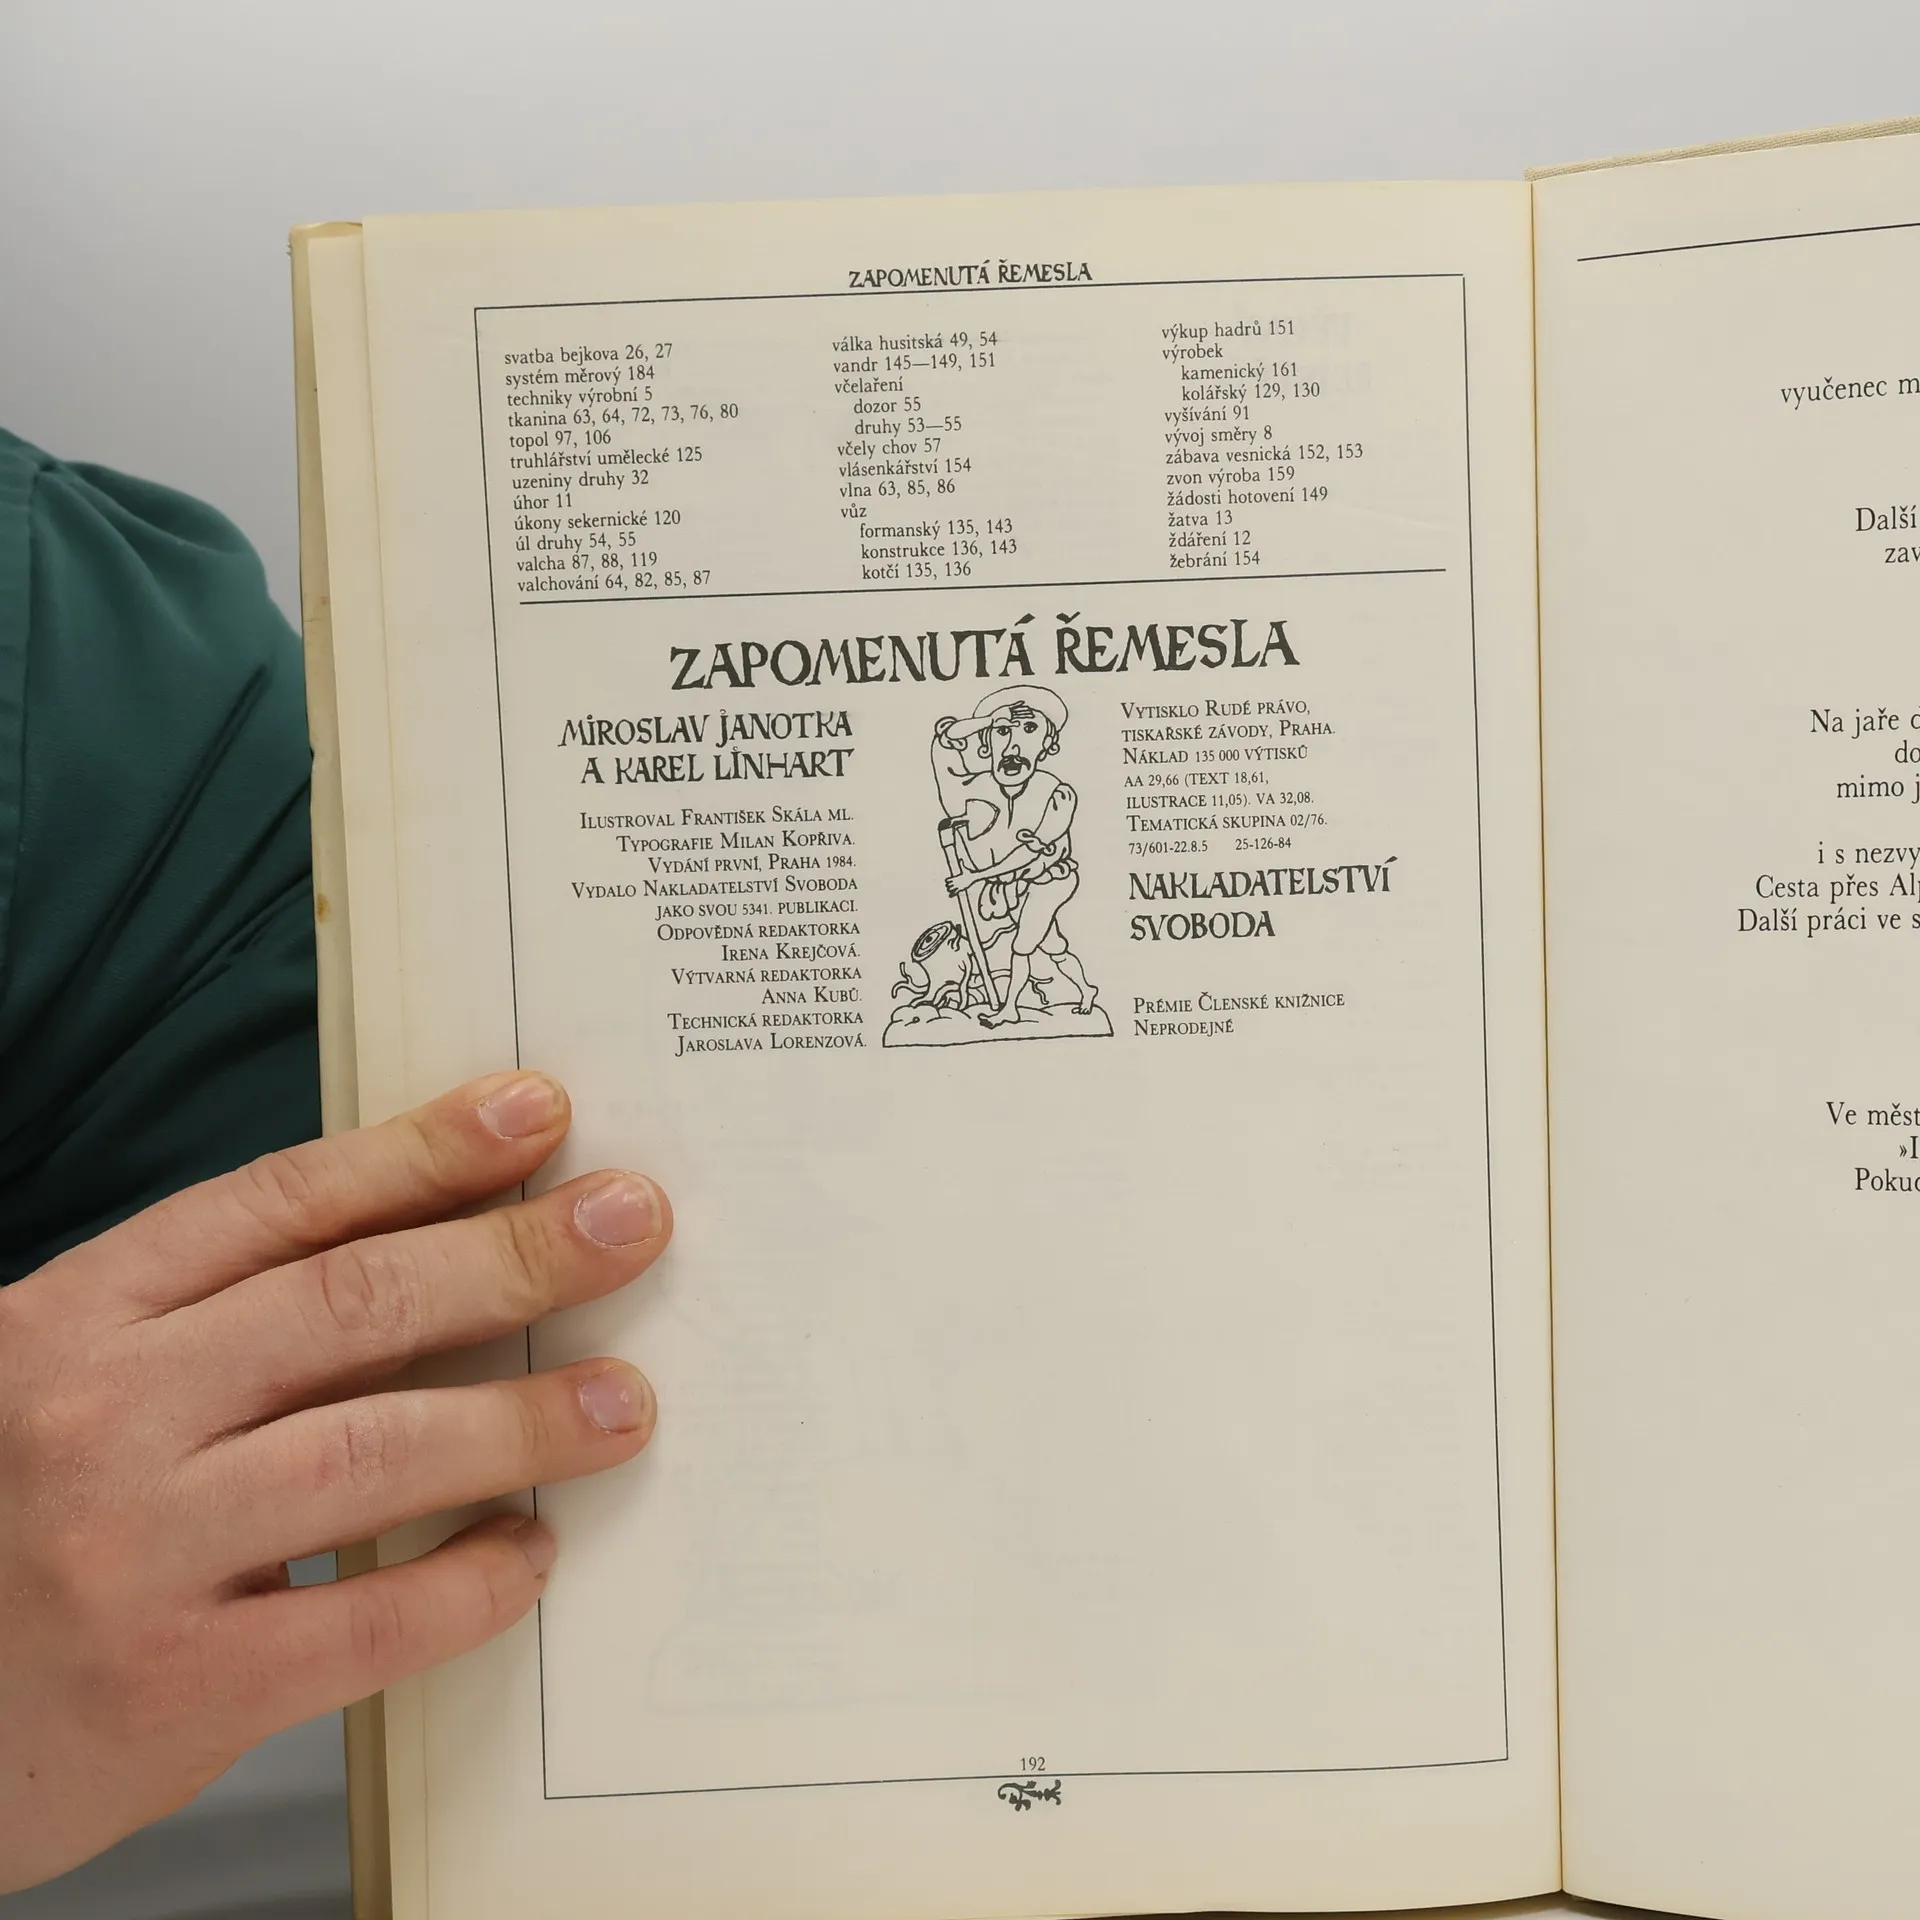 ZAPOMENUTÁ ŘEMESLA
svatba bejkova 26, 27
systém měrový 184
techniky výrobní 5
tkanina 63, 64, 72, 73, 76, 80
topol 97, 106
truhlářství umělecké 125
uzeniny druhy 32
úhor 11
úkony sekernické 120
úl druhy 54, 55
valcha 87, 88, 119
valchování 64, 82, 85, 87
válka husitská 49, 54
vandr 145—149, 151
včelaření
dozor 55
druhy 53—55
včely chov 57
vlásenkářství 154
vlna 63, 85, 86
vůz
formanský 135, 143
konstrukce 136, 143
kotčí 135, 136
výkup hadrů 151
výrobek
kamenický 161
kolářský 129, 130
vyšívání 91
vývoj směry 8
zábava vesnická 152, 153
zvon výroba 159
žádosti hotovení 149
žatva 13
ždáření 12
žebrání 154
ZAPOMENUTÁ ŘEMESLA
MIROSLAV JANOTKA
A KAREL LINHART
ILUSTROVAL FRANTIŠEK SKÁLA ML.
TYPOGRAFIE MILAN KOPŘIVA.
VYDÁNÍ PRVNÍ, PRAHA 1984.
VYDALO NAKLADATELSTVÍ SVOBODA
JAKO SVOU 5341. PUBLIKACI.
ODPOVĚDNÁ REDAKTORKA
IRENA KREJČOVÁ.
VÝTVARNÁ REDAKTORKA
ANNA KUBŮ.
TECHNICKÁ REDAKTORKA
JAROSLAVA LORENZOVÁ.
VYTISKLO RUDÉ PRÁVO,
TISKAŘSKÉ ZÁVODY, PRAHA.
NÁKLAD 135 000 VÝTISKŮ
AA 29,66 (TEXT 18,61,
ILUSTRACE 11,05). VA 32,08.
TEMATICKÁ SKUPINA 02/76.
73/601-22.8.5 25-126-84
NAKLADATELSTVÍ
SVOBODA
PRÉMIE ČLENSKÉ KNIŽNICE
NEPRODEJNÉ
192
vyučenec m
Další
zav
Na jaře
do
mimo j
i s nezvy
Cesta přes Alp
Další práci ve s
Ve měst
»I
Pokud